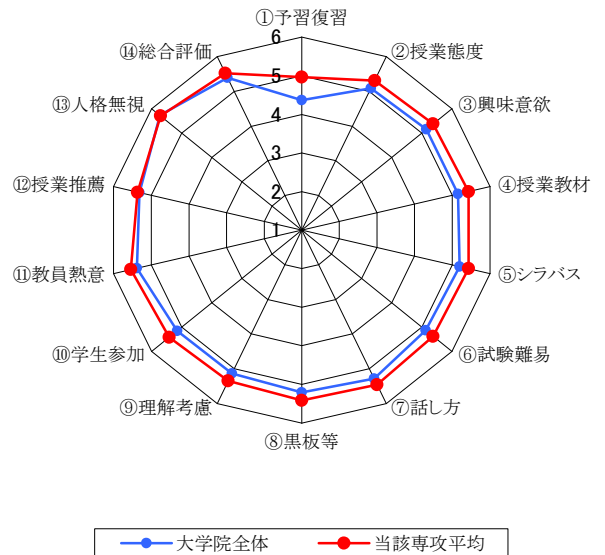 ①予習復習
②授業態度
③興味意欲
④授業教材
⑤シラバス
⑥試験難易
⑦話し方
⑧黒板等
⑨理解考慮
⑩学生参加
⑪教員熱意
⑫授業推薦
⑬人格無視
⑭総合評価
6
5
4
3
2
1
大学院全体 当該専攻平均